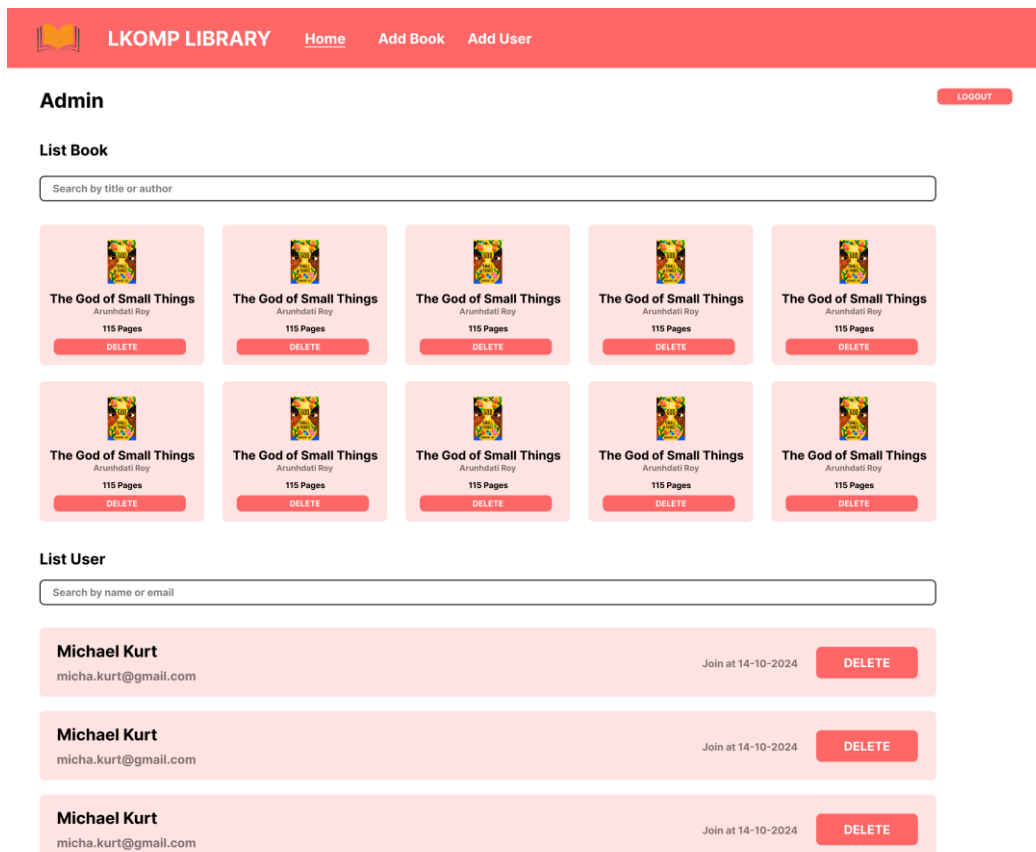 LKOMP LIBRARY Home Add Book Add User
Admin
LOGOUT
List Book
Search by title or author
The God of Small Things The God of Small Things The God of Small Things The God of Small Things The God of Small Things
Arunhdati Roy Arunhdati Roy Arunhdati Roy Arunhdati Roy Arunhdati Roy
115 Pages 115 Pages 115 Pages 115 Pages 115 Pages
DELETE DELETE DELETE DELETE DELETE
The God of Small Things The God of Small Things The God of Small Things The God of Small Things The God of Small Things
Arunhdati Roy Arunhdati Roy Arunhdati Roy Arunhdati Roy Arunhdati Roy
115 Pages 115 Pages 115 Pages 115 Pages 115 Pages
DELETE DELETE DELETE DELETE DELETE
List User
Search by name or email
Michael Kurt
micha.kurt@gmail.com
Join at 14-10-2024 DELETE
Michael Kurt
micha.kurt@gmail.com
Join at 14-10-2024 DELETE
Michael Kurt
micha.kurt@gmail.com
Join at 14-10-2024 DELETE